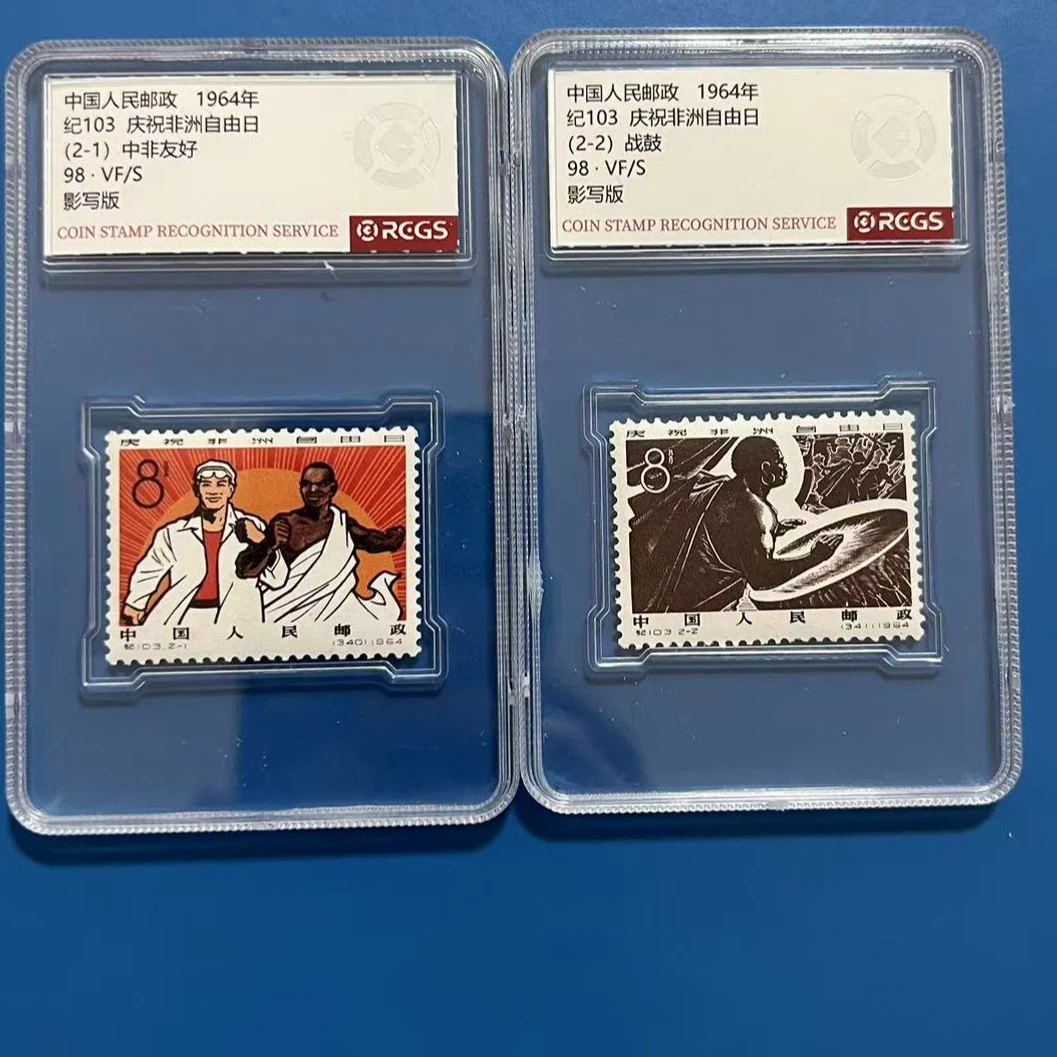 中国人民邮政 1964年
纪103 庆祝非洲自由日
(2-1) 中非友好
98 · VF/S
影写版
COIN STAMP RECOGNITION SERVICE RCGS
庆祝非洲自由日
8
中国人民邮政
纪103.2-1 (340)1964
中国人民邮政 1964年
纪103 庆祝非洲自由日
(2-2) 战鼓
98 · VF/S
影写版
COIN STAMP RECOGNITION SERVICE RCGS
庆祝非洲自由日
8
中国人民邮政
纪103.2-2 (341)1964